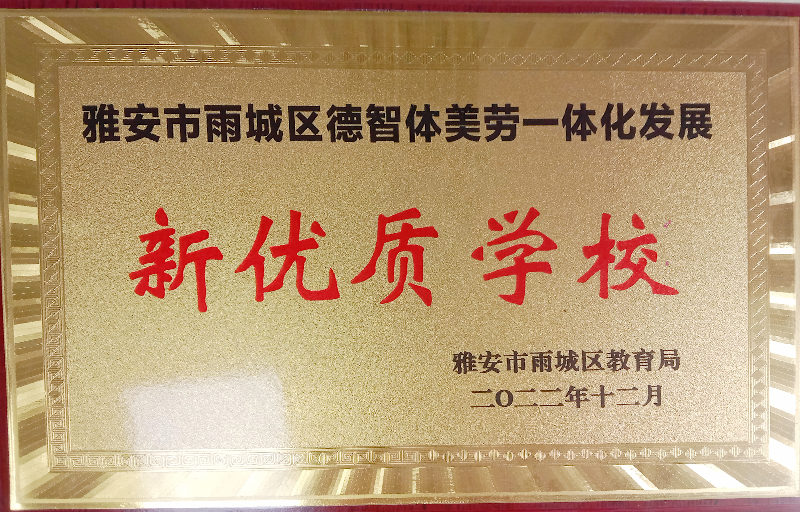 雅安市雨城区德智体美劳一体化发展
新优质学校
雅安市雨城区教育局
二〇二二年十二月